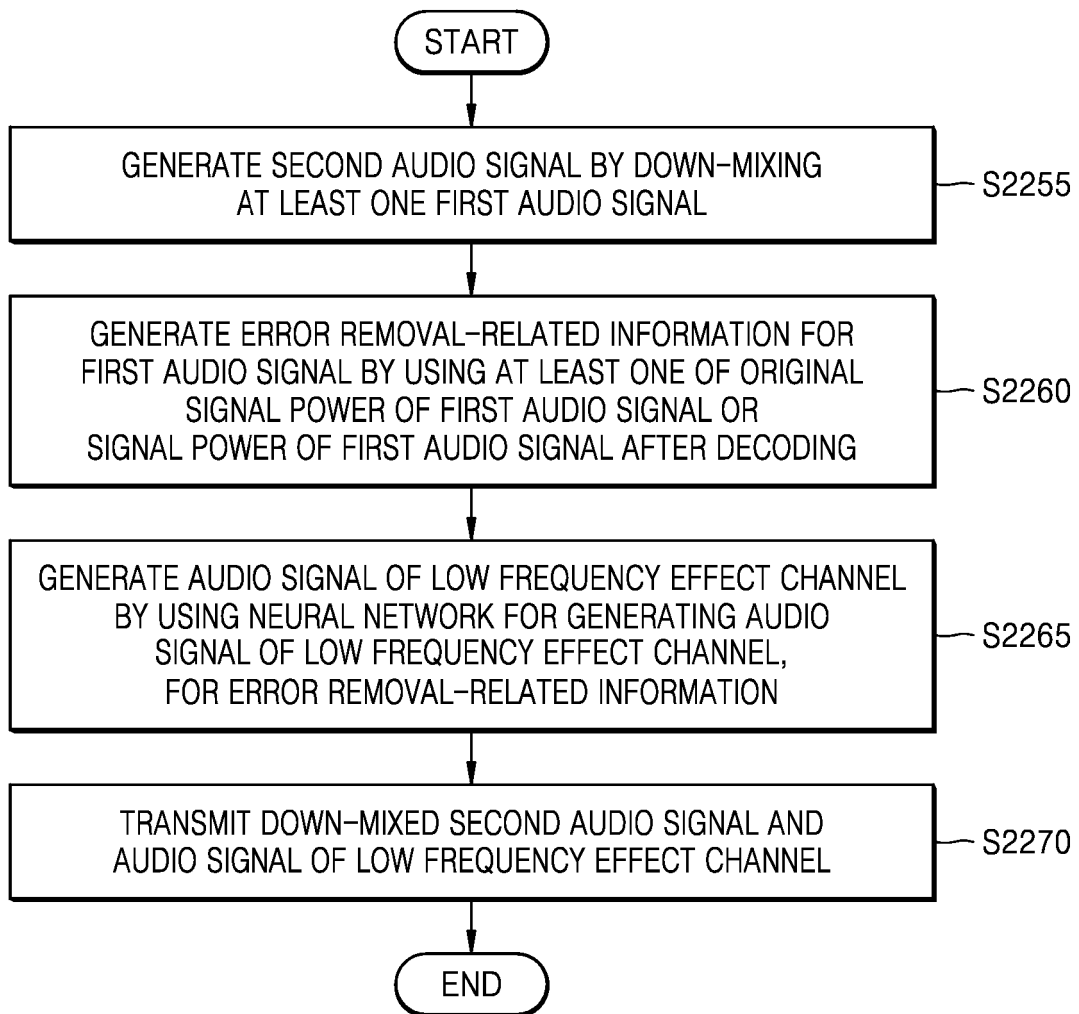 START
GENERATE SECOND AUDIO SIGNAL BY DOWN-MIXING
AT LEAST ONE FIRST AUDIO SIGNAL
S2255
GENERATE ERROR REMOVAL-RELATED INFORMATION FOR
FIRST AUDIO SIGNAL BY USING AT LEAST ONE OF ORIGINAL
SIGNAL POWER OF FIRST AUDIO SIGNAL OR
SIGNAL POWER OF FIRST AUDIO SIGNAL AFTER DECODING
S2260
GENERATE AUDIO SIGNAL OF LOW FREQUENCY EFFECT CHANNEL
BY USING NEURAL NETWORK FOR GENERATING AUDIO
SIGNAL OF LOW FREQUENCY EFFECT CHANNEL,
FOR ERROR REMOVAL-RELATED INFORMATION
S2265
TRANSMIT DOWN-MIXED SECOND AUDIO SIGNAL AND
AUDIO SIGNAL OF LOW FREQUENCY EFFECT CHANNEL
S2270
END